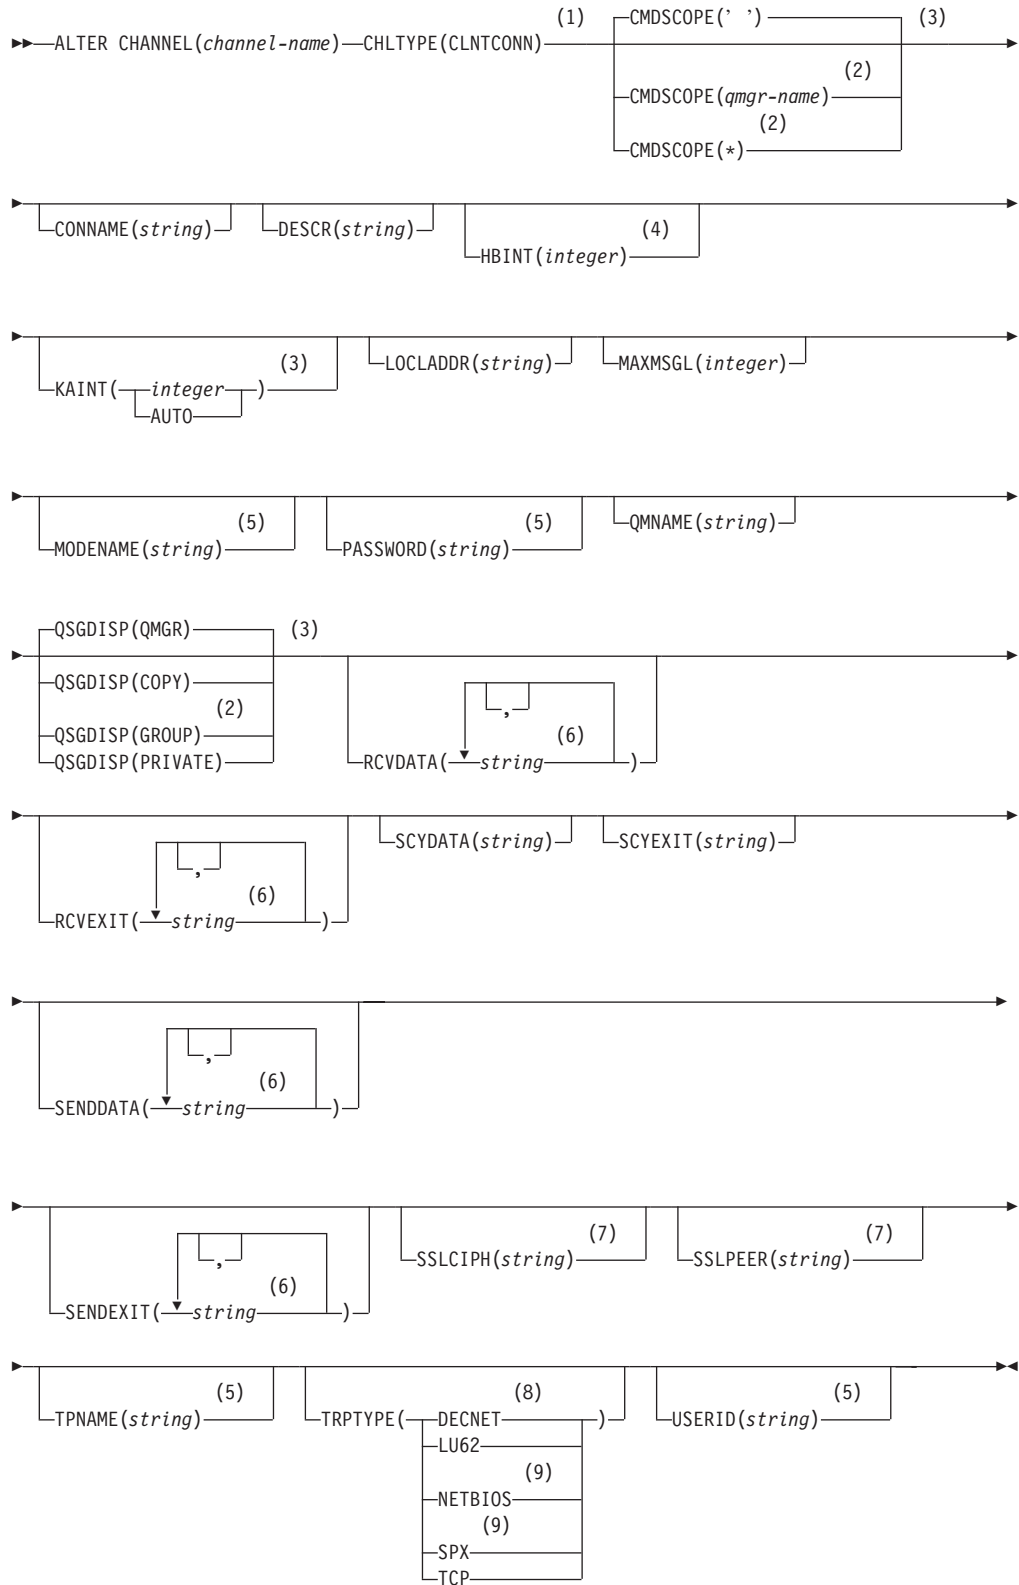 (1) CMDSCOPE(' ') (3)
ALTER CHANNEL(channel-name) CHLTYPE(CLNTCONN)
(2)
CMDSCOPE(qmgr-name)
(2)
CMDSCOPE(*)
CONNAME(string) DESCR(string) (4)
HBINT(integer)
(3) LOCLADDR(string) MAXMSGL(integer)
KAINT( integer )
AUTO
(5) (5) QMNAME(string)
MODENAME(string) PASSWORD(string)
QSGDISP(QMGR) (3)
QSGDISP(COPY)
(2) ,
QSGDISP(GROUP) (6)
QSGDISP(PRIVATE) RCVDATA( string )
SCYDATA(string) SCYEXIT(string)
,
(6)
RCVEXIT( string )
,
(6)
SENDDATA( string )
(7) (7)
SSLCIPH(string) SSLPEER(string)
,
(6)
SENDEXIT( string )
(5) (8) (5)
TPNAME(string) TRPTYPE( DECNET ) USERID(string)
LU62
(9)
NETBIOS
(9)
SPX
TCP